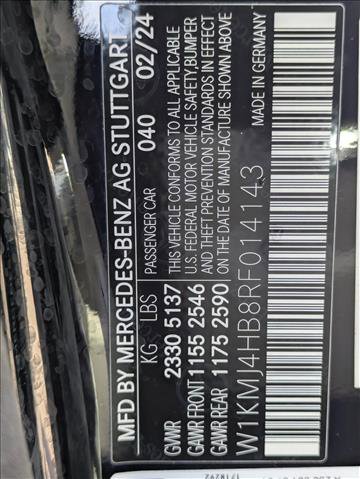 MFD BY MERCEDES-BENZ AG STUTTGART
KG LBS PASSENGER CAR 040 02/24
GVWR 2330 5137 THIS VEHICLE CONFORMS TO ALL APPLICABLE
GAWR FRONT 1155 2546 U.S. FEDERAL MOTOR VEHICLE SAFETY BUMPER
AND THEFT PREVENTION STANDARDS IN EFFECT
GAWR REAR 1175 2590 ON THE DATE OF MANUFACTURE SHOWN ABOVE
W1KMJ4HB8RF014143 MADE IN GERMANY